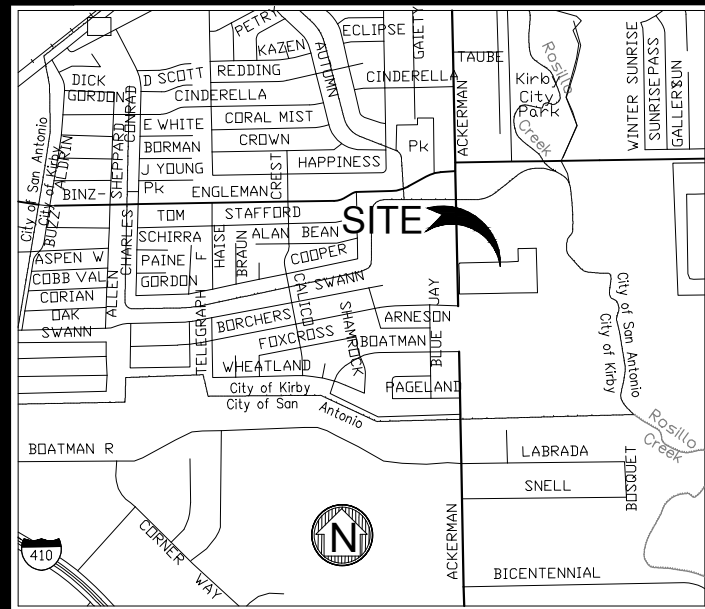 PETRY
ECLIPSE
GAIETY
KAZEN
AUTUMN
TAUBE
Rosillo
Creek
WINTER SUNRISE
SUNRISE PASS
GALLERY SUN
DICK
GORDON
D SCOTT
REDDING
CINDERELLA
CINDERELLA
Kirby
City
Park
ACKERMAN
CONRAD
SHEPPARD
E WHITE
CORAL MIST
CROWN
BORMAN
HAPPINESS
Pk
J YOUNG
Pk
CREST
City of San Antonio
City of Kirby
BUZZ
ALDRIN
BINZ-
ENGLEMAN
TOM
STAFFORD
SITE
SCHIRRA
ALAN BEAN
CHARLES
HAISE
BRAUN
COOPER
ASPEN W
PAINE
F
COBB VAL
GORDON
SWANN
CORIAN
ALLEN
OAK
SWANN
TELEGRAPH
CALICO
SHAMROCK
BLUE JAY
BORCHERS
ARNESON
FOXCROSS
BOATMAN
City of San Antonio
City of Kirby
WHEATLAND
PAGELAND
City of Kirby
City of San
Antonio
Rosillo
Creek
BOATMAN R
LABRADA
SNELL
BOSQUET
CORNER
WAY
N
ACKERMAN
410
BICENTENNIAL